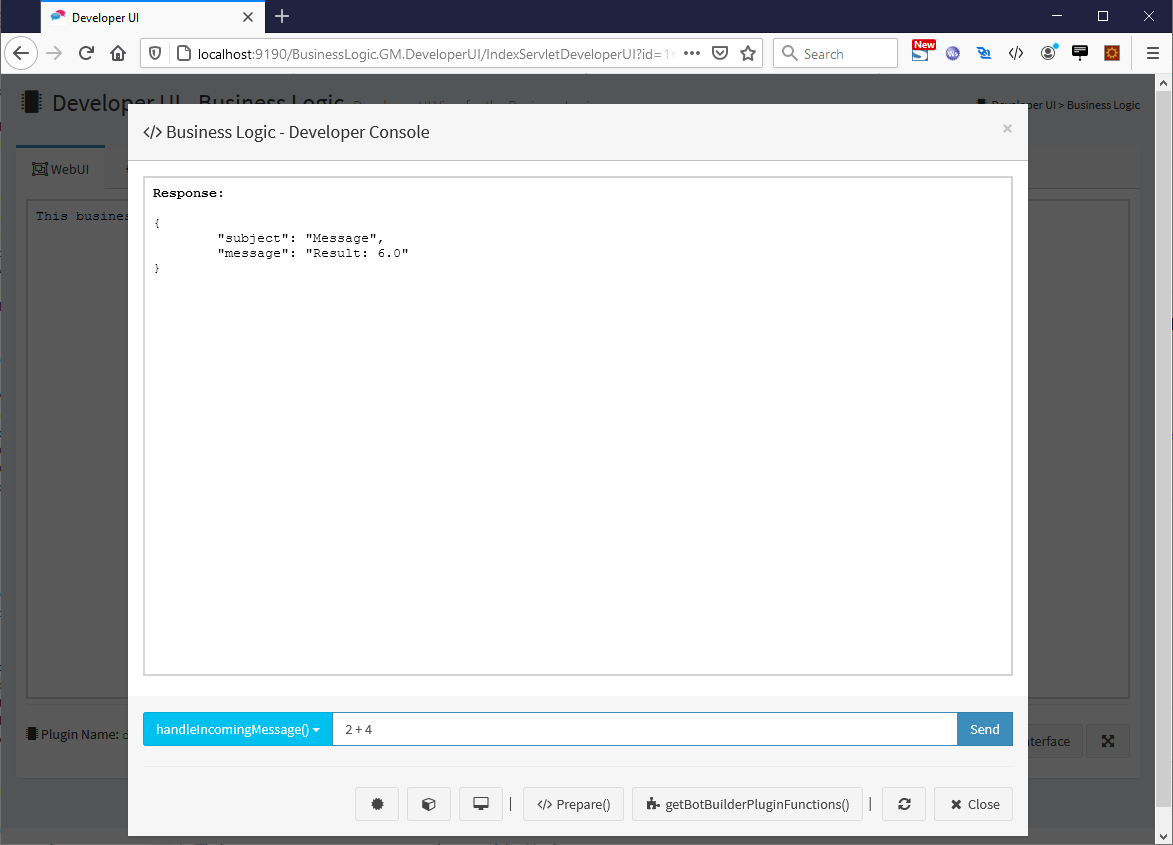 Developer UI
localhost:9190/BusinessLogic.GM.DeveloperUI/IndexServletDeveloperUI?id=
Search
New
Developer UI - Business Logic
Developer UI > Business Logic
</> Business Logic - Developer Console
×
WebUI
This busines
Response:
{
"subject": "Message",
"message": "Result: 6.0"
}
handleIncomingMessage()
2 + 4
Send
Plugin Name:
terface
|
</> Prepare()
getBotBuilderPluginFunctions()
|
Close